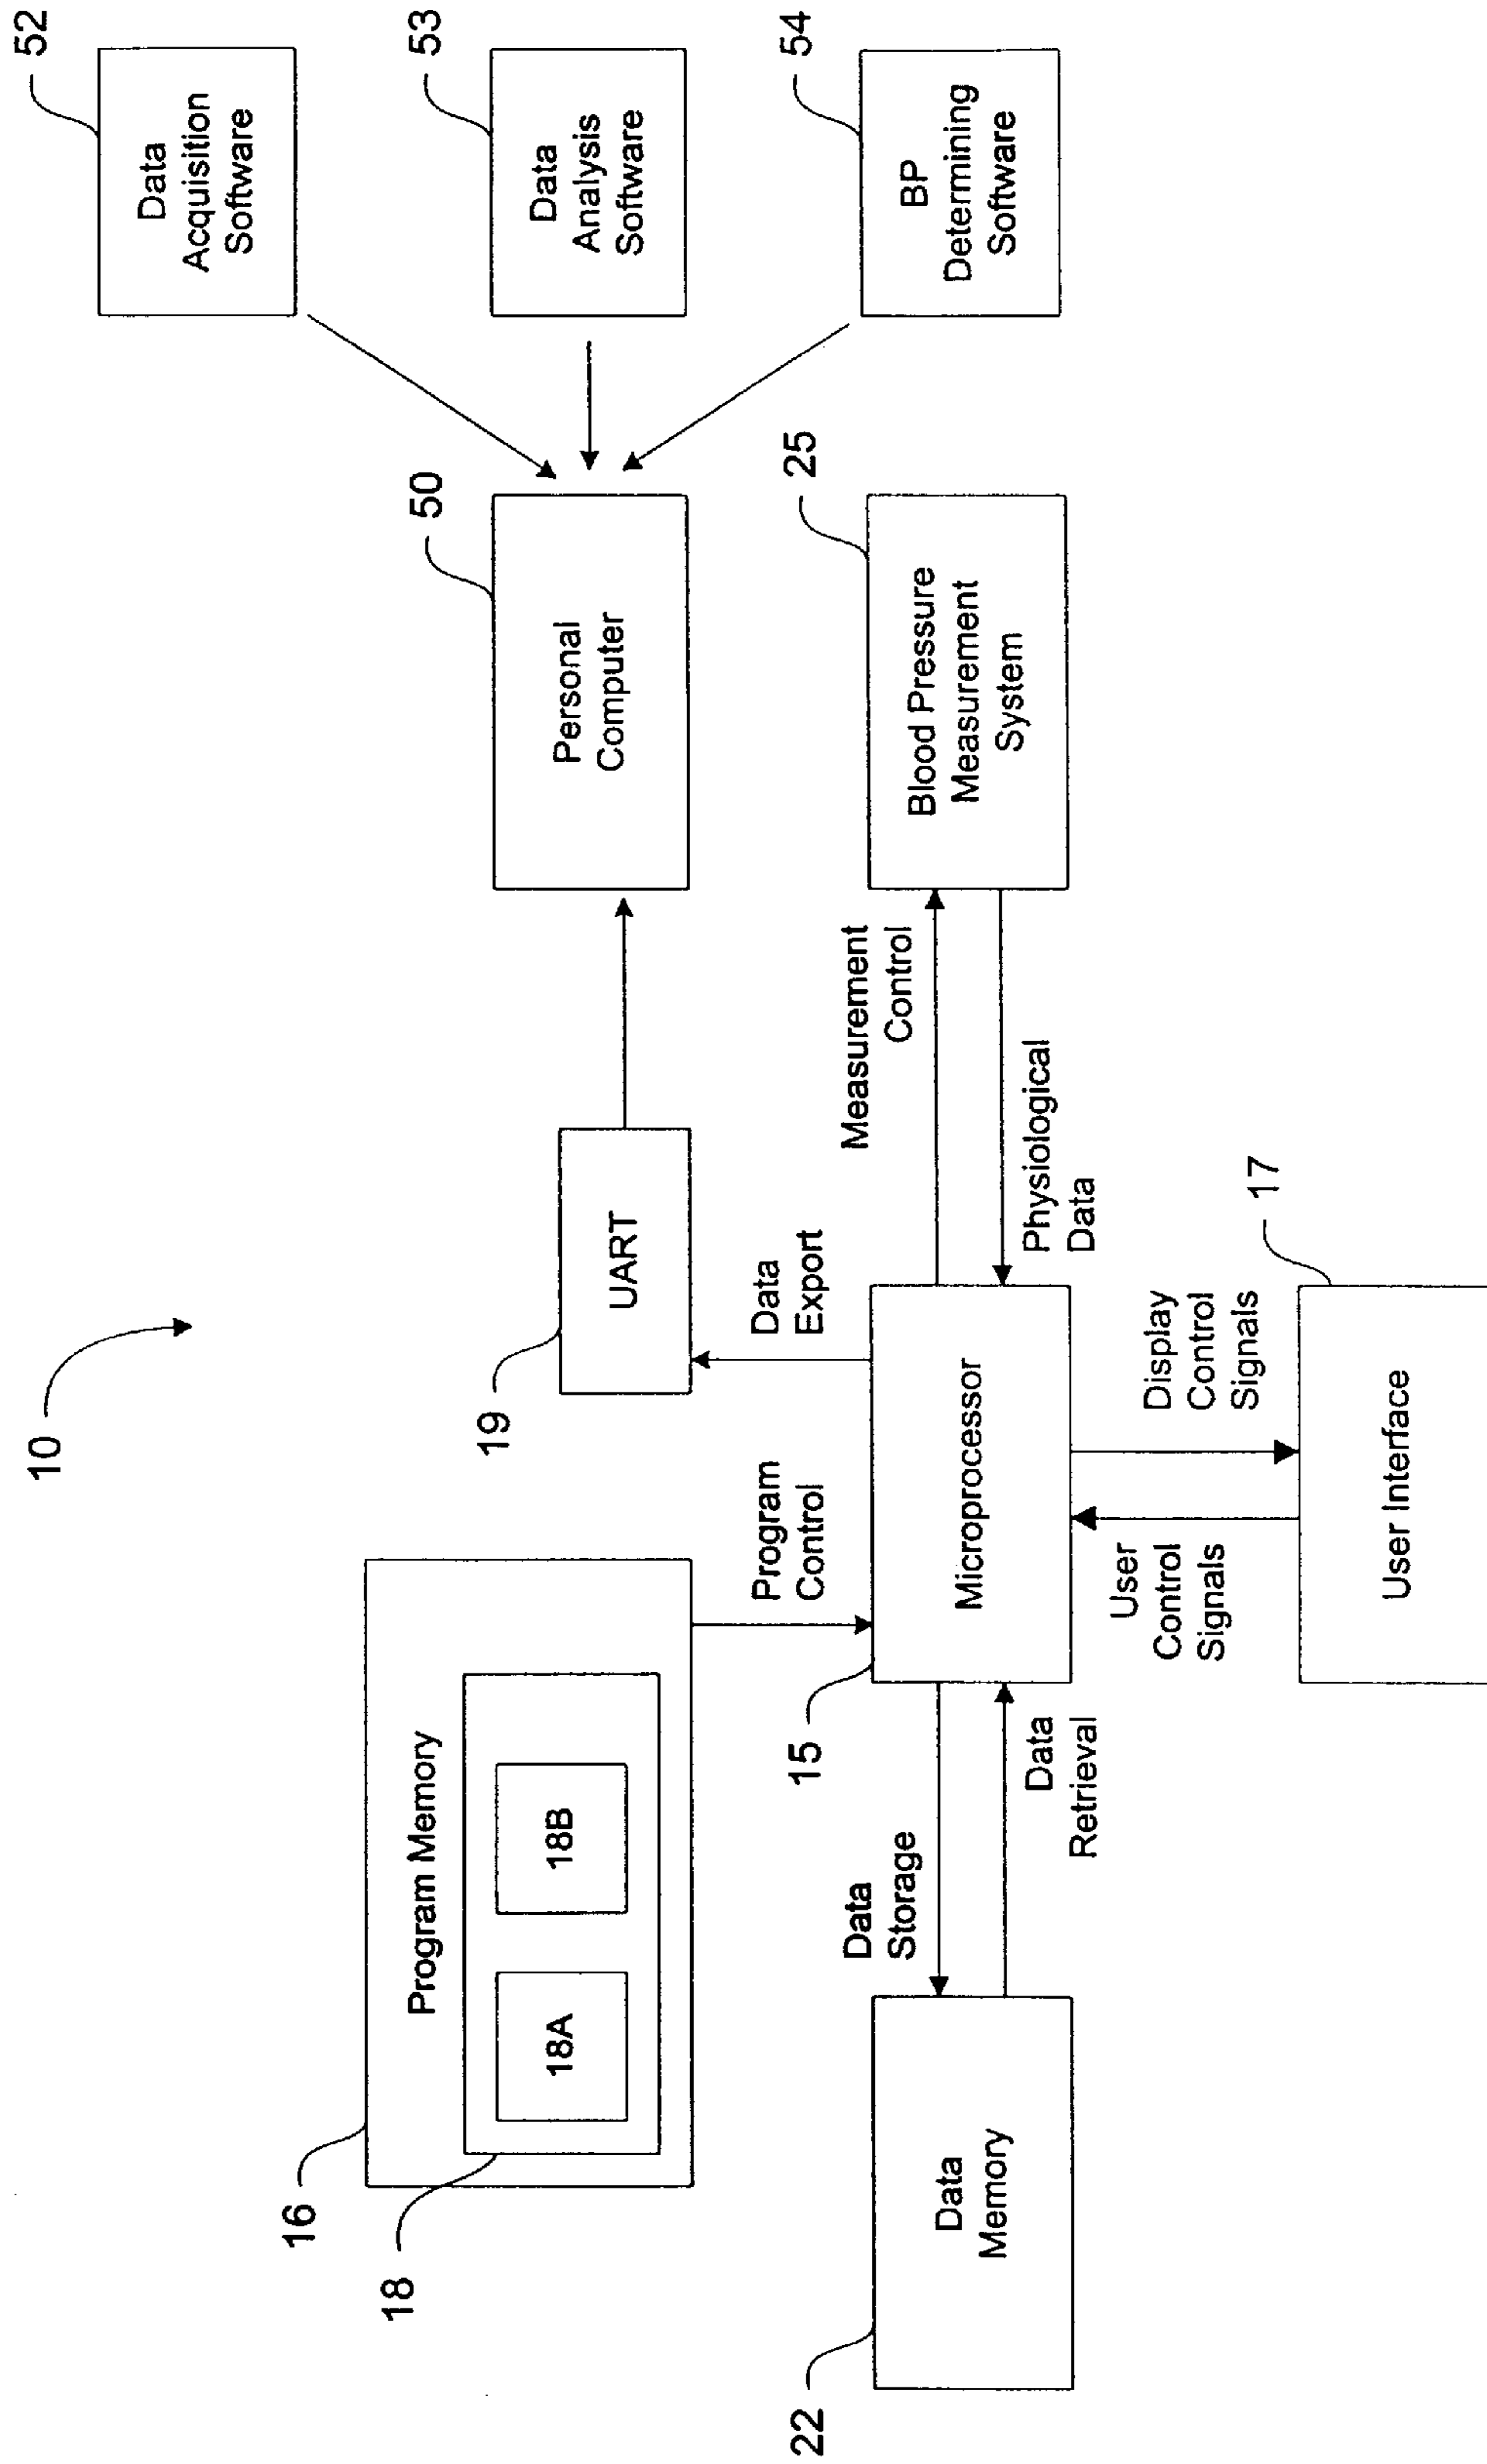 10
52
Data
Acquisition
Software
53
Data
Analysis
Software
54
BP
Determining
Software
50
Personal
Computer
25
Blood Pressure
Measurement
System
19
UART
16
Program Memory
18
18A
18B
Program
Control
Data
Export
Measurement
Control
Physiological
Data
15
Microprocessor
Data
Storage
Data
Retrieval
22
Data
Memory
User
Control
Signals
Display
Control
Signals
17
User Interface